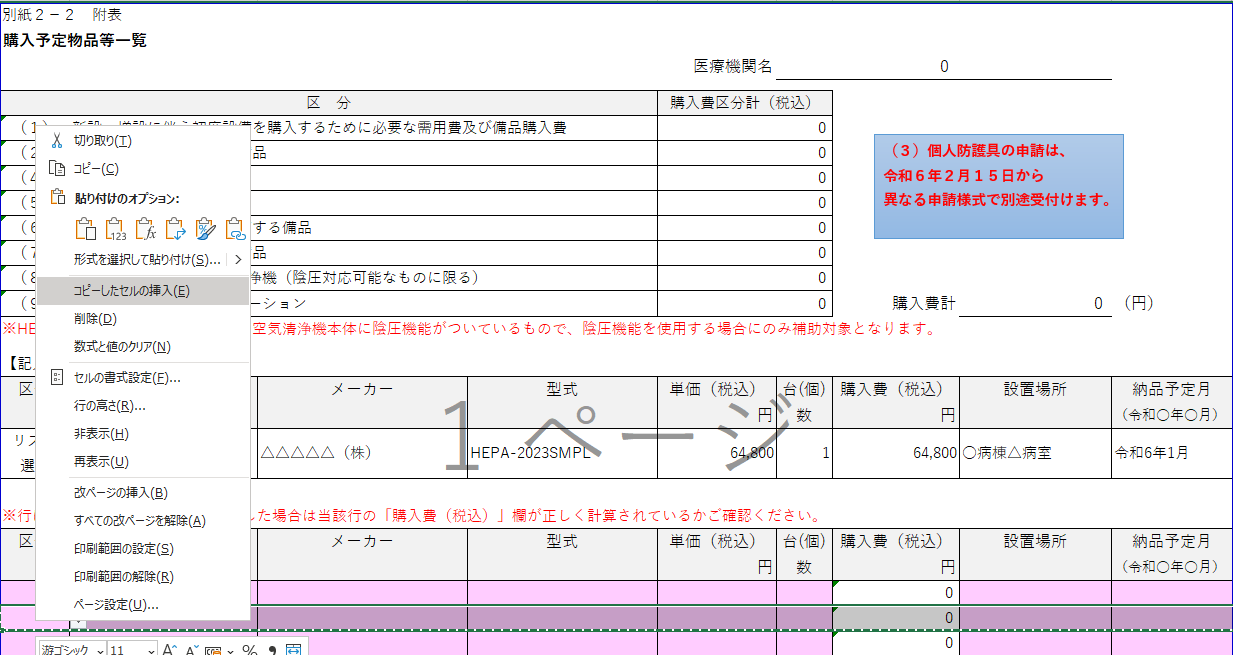 別紙２－２　附表
購入予定物品等一覧
医療機関名 0
区　分 購入費区分計（税込）
（1）新設、増設に伴う初度設備を購入するために必要な需用費及び備品購入費 0
（2 品 0
（4 0
（5 0
（6 する備品 0
（7 品 0
（8 浄機（陰圧対応可能なものに限る） 0
（9 ーション 0
（３）個人防護具の申請は、
令和６年２月１５日から
異なる申請様式で別途受付けます。
購入費計 0 （円）
※HE 空気清浄機本体に陰圧機能がついているもので、陰圧機能を使用する場合にのみ補助対象となります。
【記
区 メーカー 型式 単価（税込）円 台(個)数 購入費（税込）円 設置場所 納品予定月（令和〇年〇月）
リス
選 △△△△△（株） HEPA-2023SMPL 64,800 1 64,800 〇病棟△病室 令和6年1月
1 ページ
※行 した場合は当該行の「購入費（税込）」欄が正しく計算されているかご確認ください。
区 メーカー 型式 単価（税込）円 台(個)数 購入費（税込）円 設置場所 納品予定月（令和〇年〇月）
0
0
0
切り取り(T)
コピー(C)
貼り付けのオプション:
123 fx %
形式を選択して貼り付け(S)...
コピーしたセルの挿入(E)
削除(D)
数式と値のクリア(N)
セルの書式設定(F)...
行の高さ(R)...
非表示(H)
再表示(U)
改ページの挿入(B)
すべての改ページを解除(A)
印刷範囲の設定(S)
印刷範囲の解除(R)
ページ設定(U)...
游ゴシック 11 A A % 9